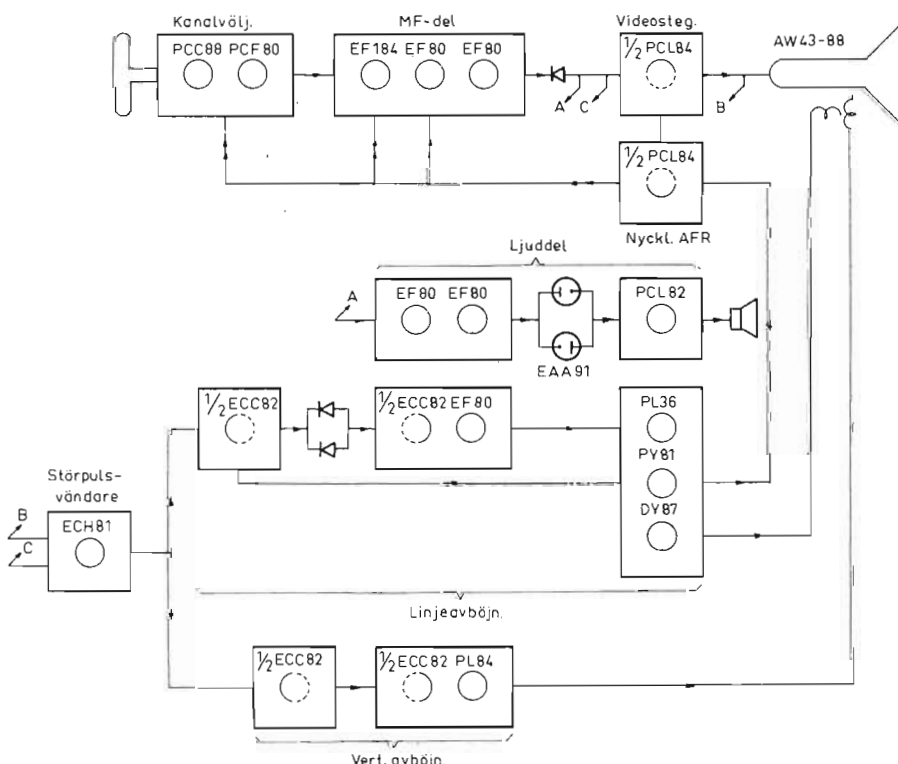 Kanalvölj. MF-del Videosteg.
PCC88 PCF80 EF184 EF80 EF80 1/2 PCL84 AW43-88
A C B
1/2 PCL84
Nyckl. AFR
Ljuddel
A EF80 EF80 PCL82
EAA91
1/2 ECC82 1/2 ECC82 EF80 PL36
PY81
DY87
Störpuls-
vändare
B
ECH81
C
Linjeavböjn.
1/2 ECC82 1/2 ECC82 PL84
Vert. avböjn